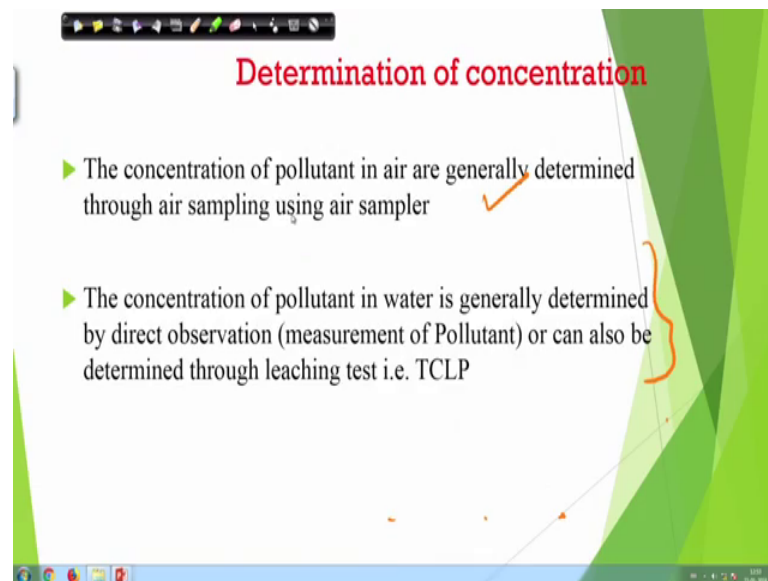 Determination of concentration
The concentration of pollutant in air are generally determined
through air sampling using air sampler
The concentration of pollutant in water is generally determined
by direct observation (measurement of Pollutant) or can also be
determined through leaching test i.e. TCLP